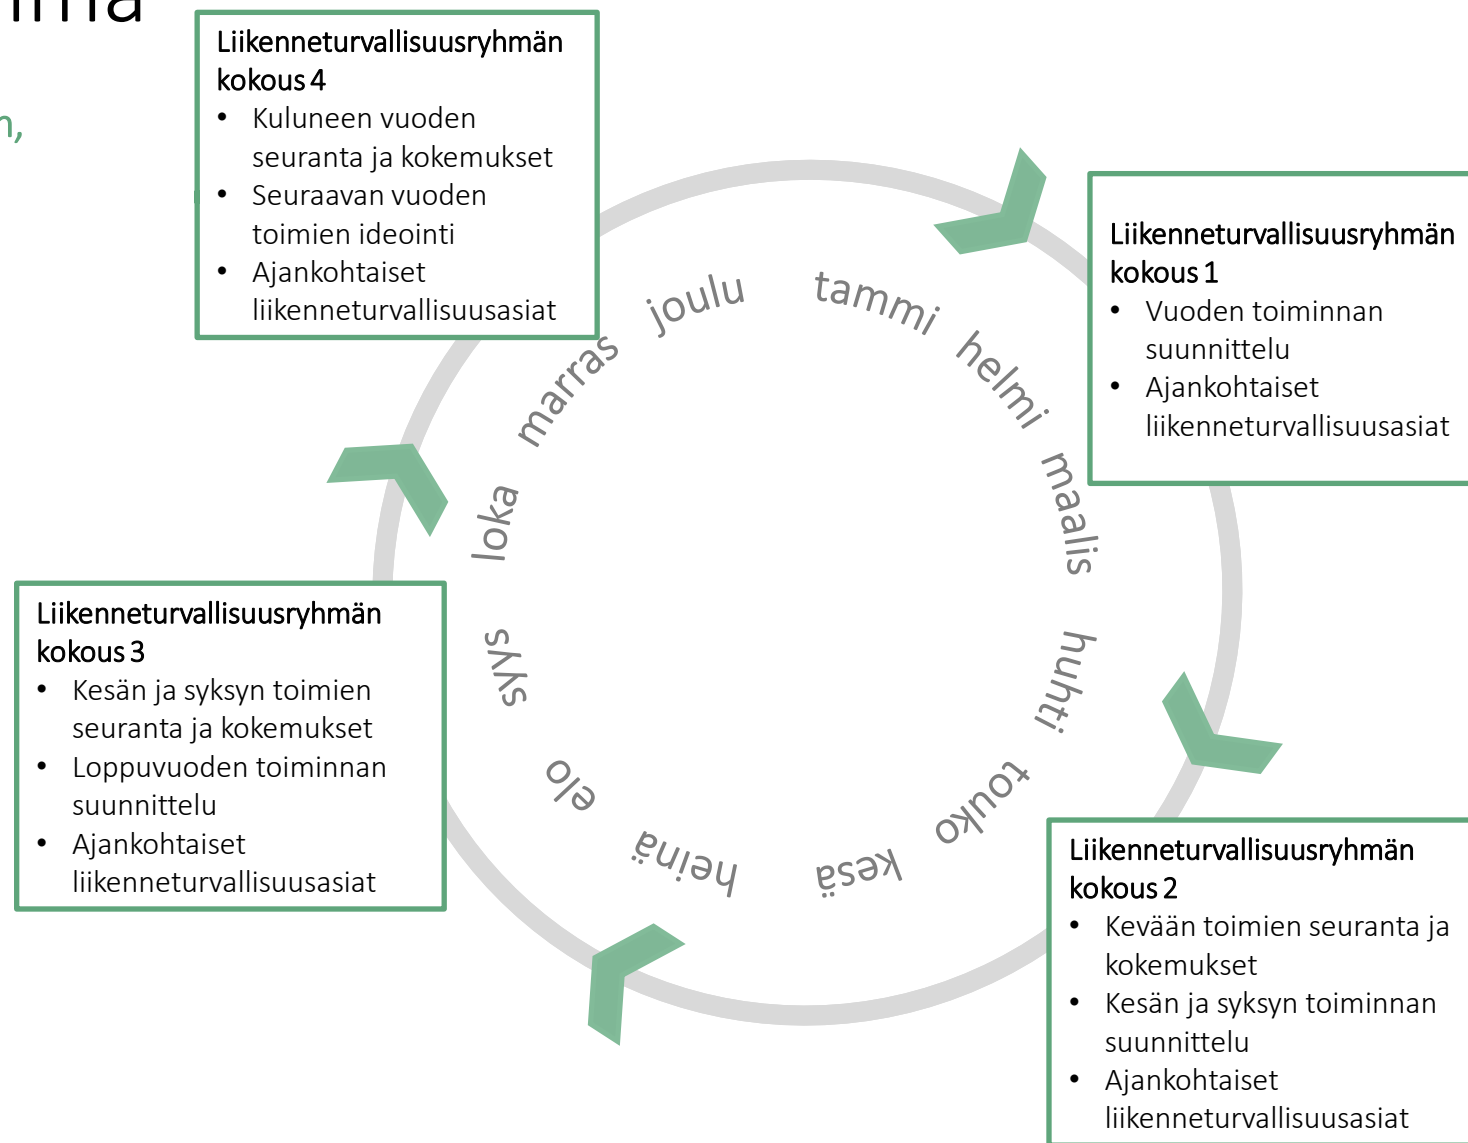 Liikenneturvallisuusryhmän
kokous 4
• Kuluneen vuoden
seuranta ja kokemukset
• Seuraavan vuoden
toimien ideointi
• Ajankohtaiset
liikenneturvallisuusasiat
Liikenneturvallisuusryhmän
kokous 1
• Vuoden toiminnan
suunnittelu
• Ajankohtaiset
liikenneturvallisuusasiat
tammi
helmi
maalis
huhti
touko
kesä
heinä
elo
syys
loka
marras
joulu
Liikenneturvallisuusryhmän
kokous 3
• Kesän ja syksyn toimien
seuranta ja kokemukset
• Loppuvuoden toiminnan
suunnittelu
• Ajankohtaiset
liikenneturvallisuusasiat
Liikenneturvallisuusryhmän
kokous 2
• Kevään toimien seuranta ja
kokemukset
• Kesän ja syksyn toiminnan
suunnittelu
• Ajankohtaiset
liikenneturvallisuusasiat